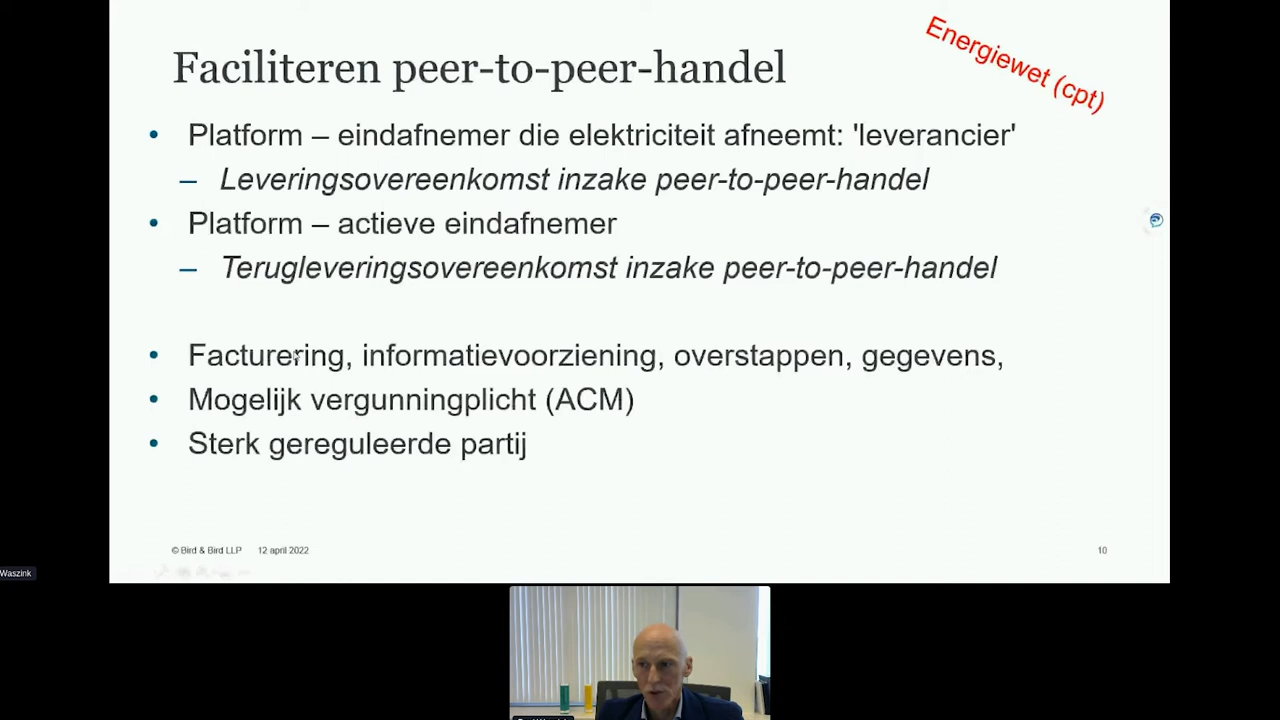 Faciliteren peer-to-peer-handel
Energiewet (cpt)
• Platform – eindafnemer die elektriciteit afneemt: 'leverancier'
– Leveringsovereenkomst inzake peer-to-peer-handel
• Platform – actieve eindafnemer
– Terugleveringsovereenkomst inzake peer-to-peer-handel
• Facturering, informatievoorziening, overstappen, gegevens,
• Mogelijk vergunningplicht (ACM)
• Sterk gereguleerde partij
© Bird & Bird LLP 12 april 2022
10
Waszink